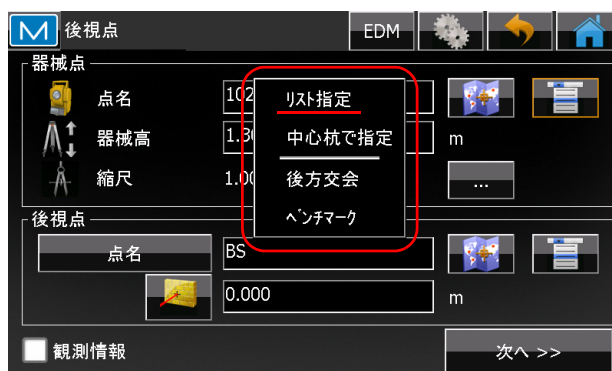 M 後視点 EDM
器械点
点名 102
リスト指定
器械高 1.30 m
中心杭で指定
縮尺 1.00 ...
後方交会
ベンチマーク
後視点
点名 BS
0.000 m
観測情報 次へ >>